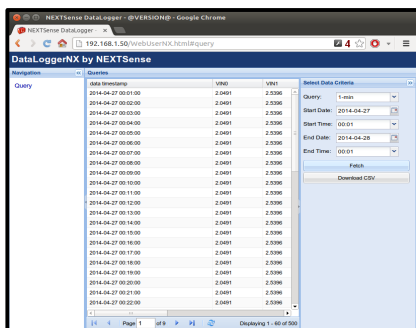 NEXTSense DataLogger - @VERSION@ - Google Chrome
NEXTSense DataLogger -
192.168.1.50/WebUserNX.html#query
4
DataLoggerNX by NEXTSense
Navigation
Query
Queries
data timestamp VIN0 VIN1
2014-04-27 00:01:00 2.0491 2.5396
2014-04-27 00:02:00 2.0491 2.5396
2014-04-27 00:03:00 2.0491 2.5396
2014-04-27 00:04:00 2.0491 2.5396
2014-04-27 00:05:00 2.0491 2.5396
2014-04-27 00:06:00 2.0491 2.5396
2014-04-27 00:07:00 2.0491 2.5396
2014-04-27 00:08:00 2.0491 2.5396
2014-04-27 00:09:00 2.0491 2.5396
2014-04-27 00:10:00 2.0491 2.5396
2014-04-27 00:11:00 2.0491 2.5396
2014-04-27 00:12:00 2.0491 2.5396
2014-04-27 00:13:00 2.0491 2.5396
2014-04-27 00:14:00 2.0491 2.5396
2014-04-27 00:15:00 2.0491 2.5396
2014-04-27 00:16:00 2.0491 2.5396
2014-04-27 00:17:00 2.0491 2.5396
2014-04-27 00:18:00 2.0491 2.5396
2014-04-27 00:19:00 2.0491 2.5396
2014-04-27 00:20:00 2.0491 2.5396
2014-04-27 00:21:00 2.0491 2.5396
2014-04-27 00:22:00 2.0491 2.5396
Page 1 of 9 Displaying 1 - 60 of 500
Select Data Criteria
Query: 1-min
Start Date: 2014-04-27
Start Time: 00:01
End Date: 2014-04-28
End Time: 00:01
Fetch
Download CSV